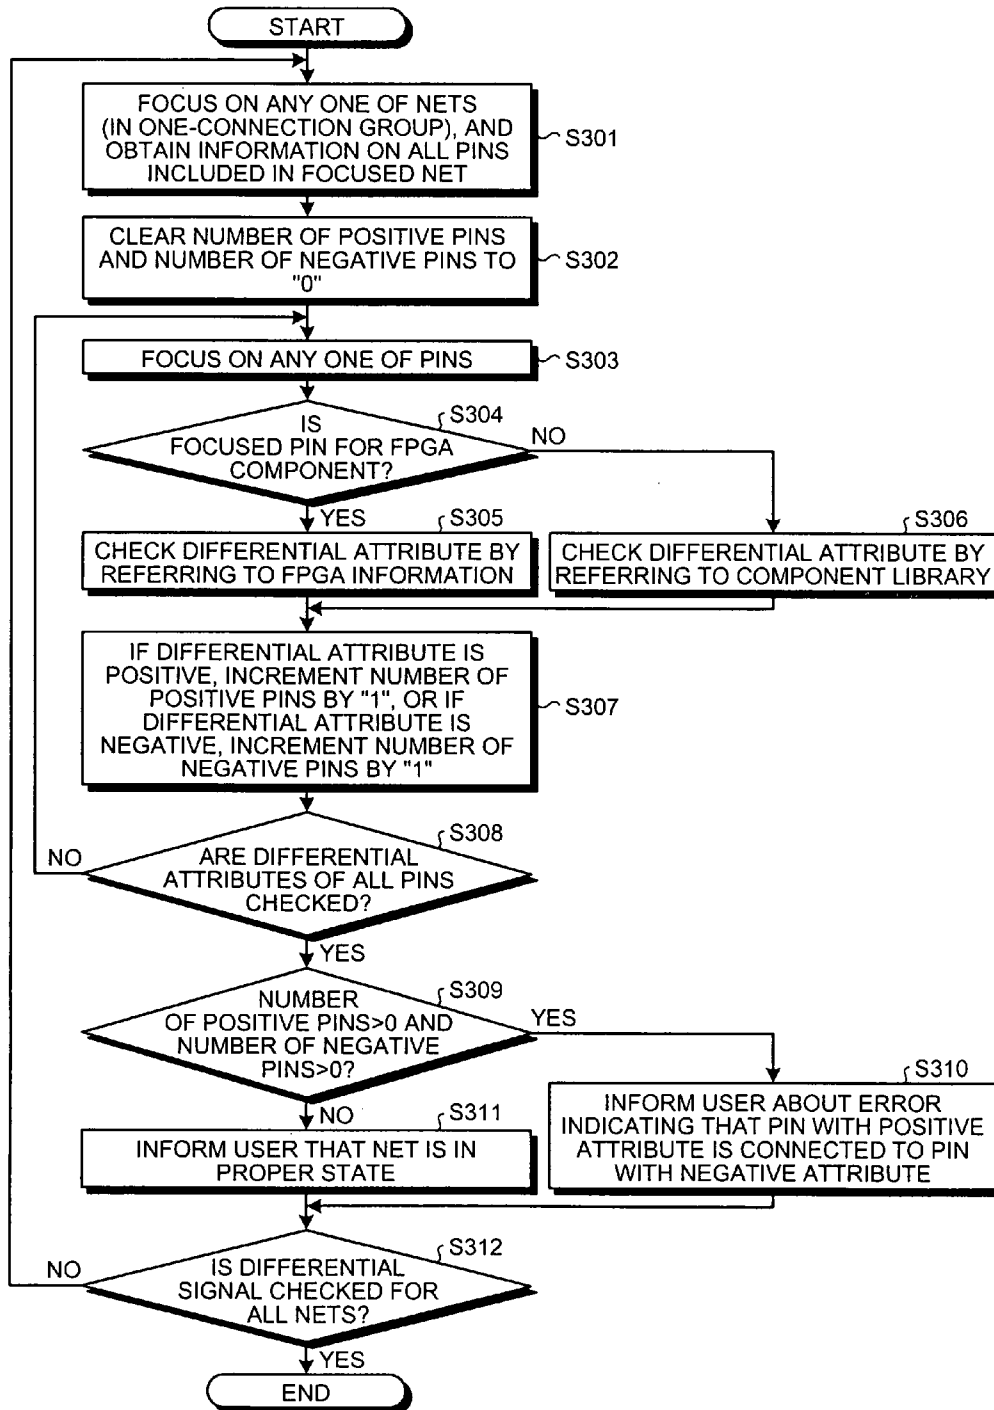 START
FOCUS ON ANY ONE OF NETS
(IN ONE-CONNECTION GROUP), AND
OBTAIN INFORMATION ON ALL PINS
INCLUDED IN FOCUSED NET
S301
CLEAR NUMBER OF POSITIVE PINS
AND NUMBER OF NEGATIVE PINS TO
"0"
S302
FOCUS ON ANY ONE OF PINS
S303
IS
FOCUSED PIN FOR FPGA
COMPONENT?
S304
NO
YES
S305
CHECK DIFFERENTIAL ATTRIBUTE BY
REFERRING TO FPGA INFORMATION
S306
CHECK DIFFERENTIAL ATTRIBUTE BY
REFERRING TO COMPONENT LIBRARY
IF DIFFERENTIAL ATTRIBUTE IS
POSITIVE, INCREMENT NUMBER OF
POSITIVE PINS BY "1", OR IF
DIFFERENTIAL ATTRIBUTE IS
NEGATIVE, INCREMENT NUMBER OF
NEGATIVE PINS BY "1"
S307
S308
NO
ARE DIFFERENTIAL
ATTRIBUTES OF ALL PINS
CHECKED?
YES
S309
NUMBER
OF POSITIVE PINS>0 AND
NUMBER OF NEGATIVE
PINS>0?
YES
NO
S310
INFORM USER ABOUT ERROR
INDICATING THAT PIN WITH POSITIVE
ATTRIBUTE IS CONNECTED TO PIN
WITH NEGATIVE ATTRIBUTE
S311
INFORM USER THAT NET IS IN
PROPER STATE
S312
NO
IS DIFFERENTIAL
SIGNAL CHECKED FOR
ALL NETS?
YES
END